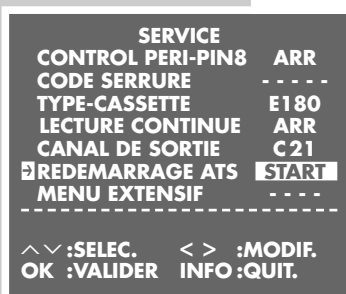 SERVICE
CONTROL PERI-PIN8 ARR
CODE SERRURE - - - - -
TYPE-CASSETTE E180
LECTURE CONTINUE ARR
CANAL DE SORTIE C21
REDEMARRAGE ATS START
MENU EXTENSIF - - - -
:SELEC. < > :MODIF.
OK :VALIDER INFO :QUIT.